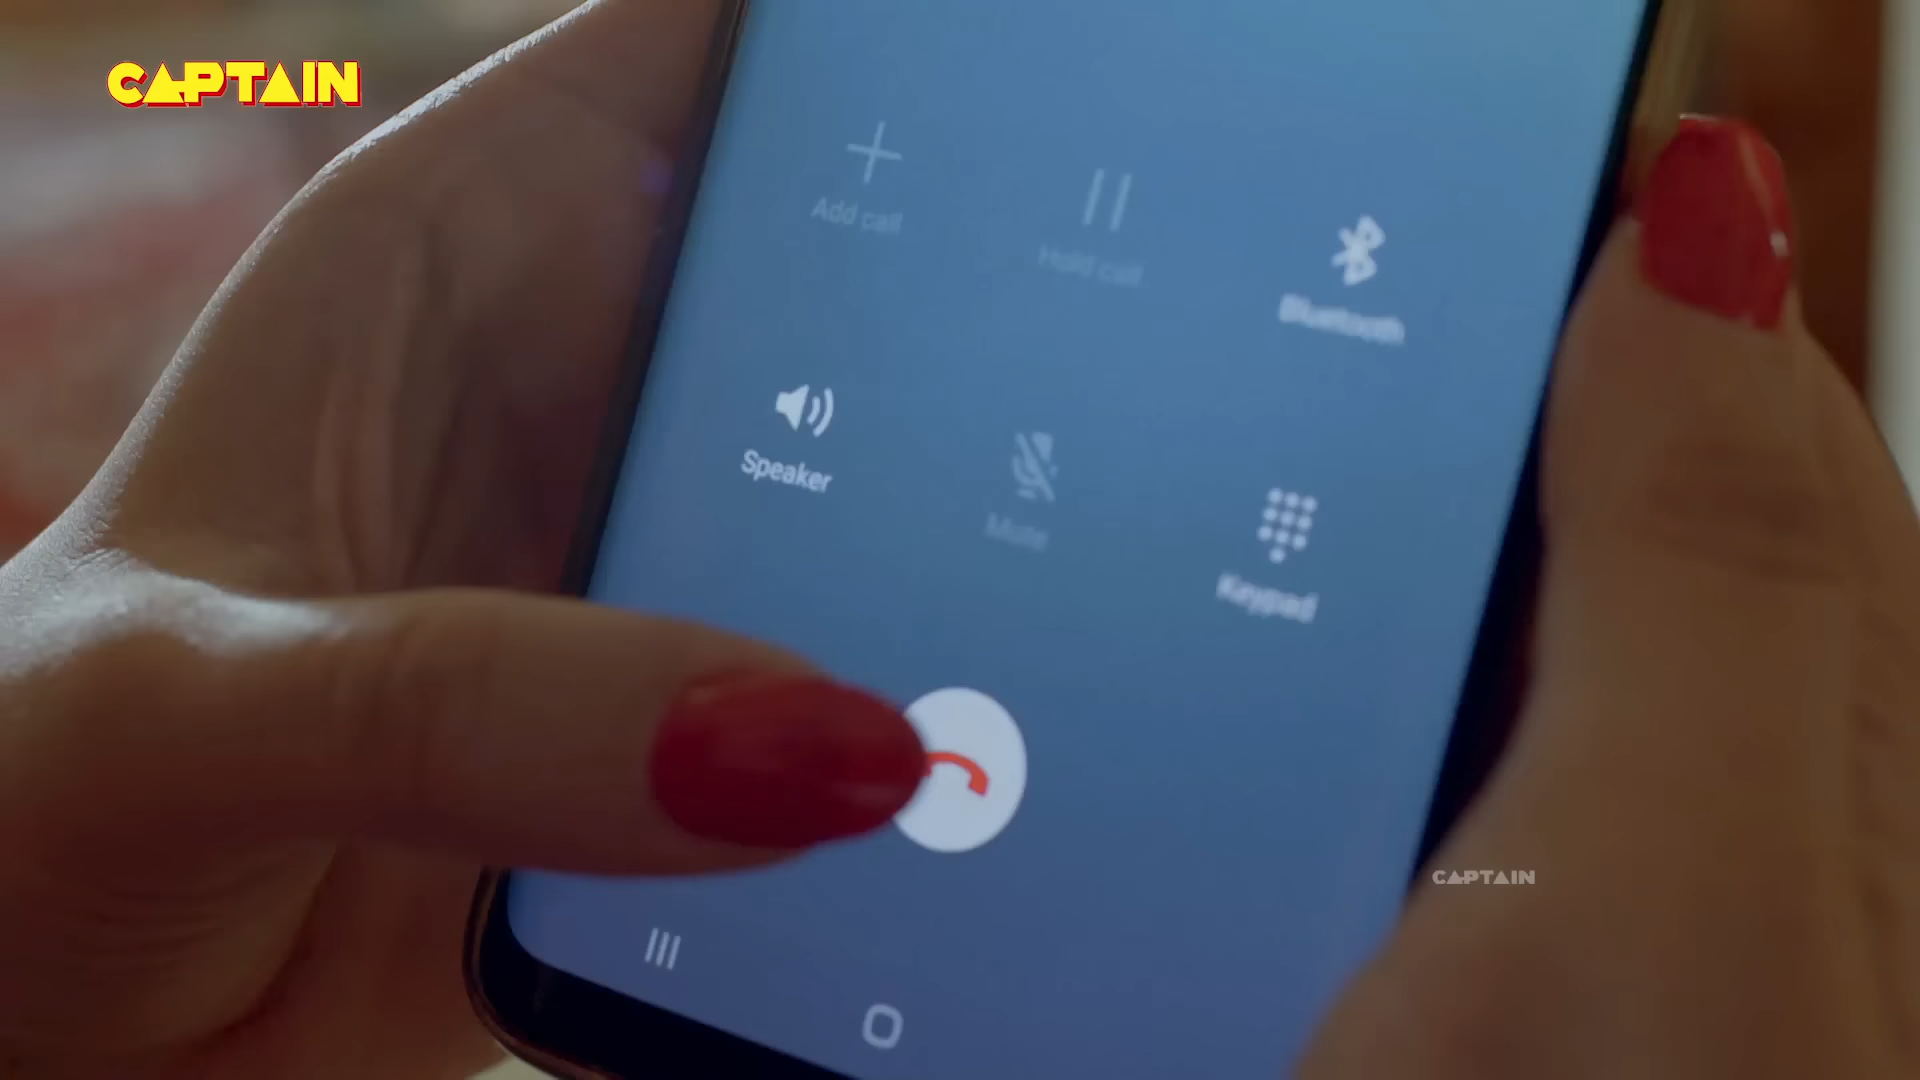 CAPTAIN
Add call
Hold call
Bluetooth
Speaker
Mute
Keypad
CAPTAIN